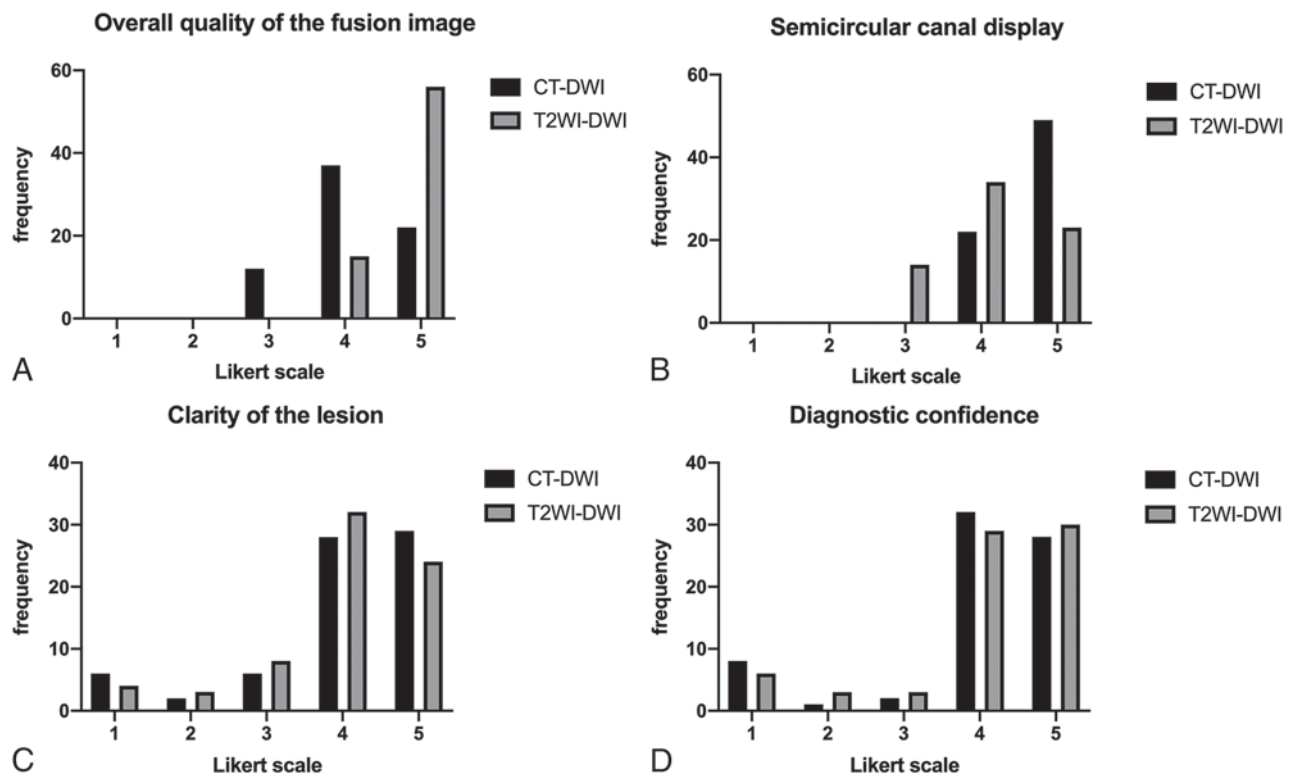 Overall quality of the fusion image
60
40
20
0
frequency
1 2 3 4 5
Likert scale
CT-DWI
T2WI-DWI
A
Semicircular canal display
60
40
20
0
frequency
1 2 3 4 5
Likert scale
CT-DWI
T2WI-DWI
B
Clarity of the lesion
40
30
20
10
0
frequency
1 2 3 4 5
Likert scale
CT-DWI
T2WI-DWI
C
Diagnostic confidence
40
30
20
10
0
frequency
1 2 3 4 5
Likert scale
CT-DWI
T2WI-DWI
D